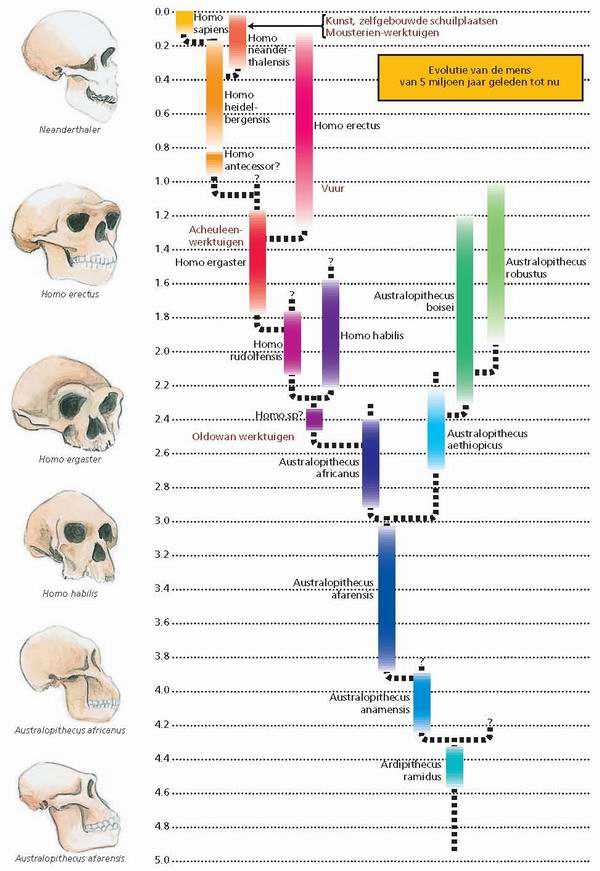 0.0
Homo
sapiens
Homo
neander-
thalensis
Kunst, zelfgebouwde schuilplaatsen
Mousterien-werktuigen
0.2
Evolutie van de mens
van 5 miljoen jaar geleden tot nu
0.4
Homo
heidel-
bergensis
0.6
Homo erectus
Neanderthaler
0.8
Homo
antecessor?
1.0
?
Vuur
1.2
Acheuleen-
werktuigen
1.4
Homo ergaster
?
Australopithecus
robustus
Homo erectus
1.6
?
Australopithecus
boisei
1.8
Homo habilis
Homo
rudolfensis
2.0
2.2
2.4
Homo sp?
Oldowan werktuigen
Australopithecus
aethiopicus
Homo ergaster
2.6
Australopithecus
africanus
2.8
3.0
3.2
3.4
Australopithecus
afarensis
Homo habilis
3.6
3.8
?
4.0
Australopithecus
anamensis
Australopithecus africanus
4.2
?
4.4
Ardipithecus
ramidus
4.6
4.8
Australopithecus afarensis
5.0